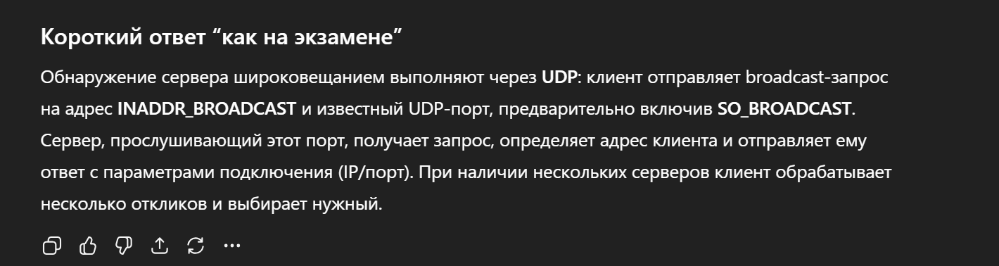 Короткий ответ “как на экзамене”
Обнаружение сервера широковещанием выполняют через UDP: клиент отправляет broadcast-запрос
на адрес INADDR_BROADCAST и известный UDP-порт, предварительно включив SO_BROADCAST.
Сервер, прослушивающий этот порт, получает запрос, определяет адрес клиента и отправляет ему
ответ с параметрами подключения (IP/порт). При наличии нескольких серверов клиент обрабатывает
несколько откликов и выбирает нужный.